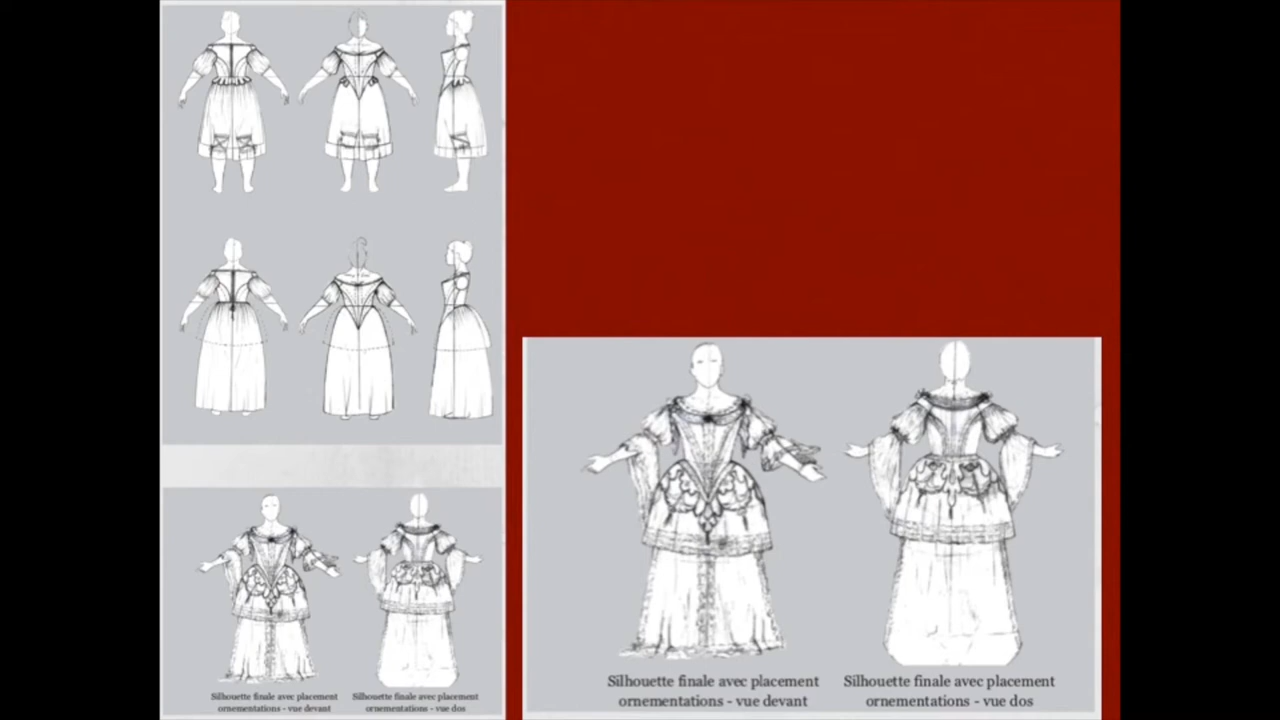 Silhouette finale avec placement
ornementations - vue devant
Silhouette finale avec placement
ornementations - vue dos
Silhouette finale avec placement
ornementations - vue devant
Silhouette finale avec placement
ornementations - vue dos